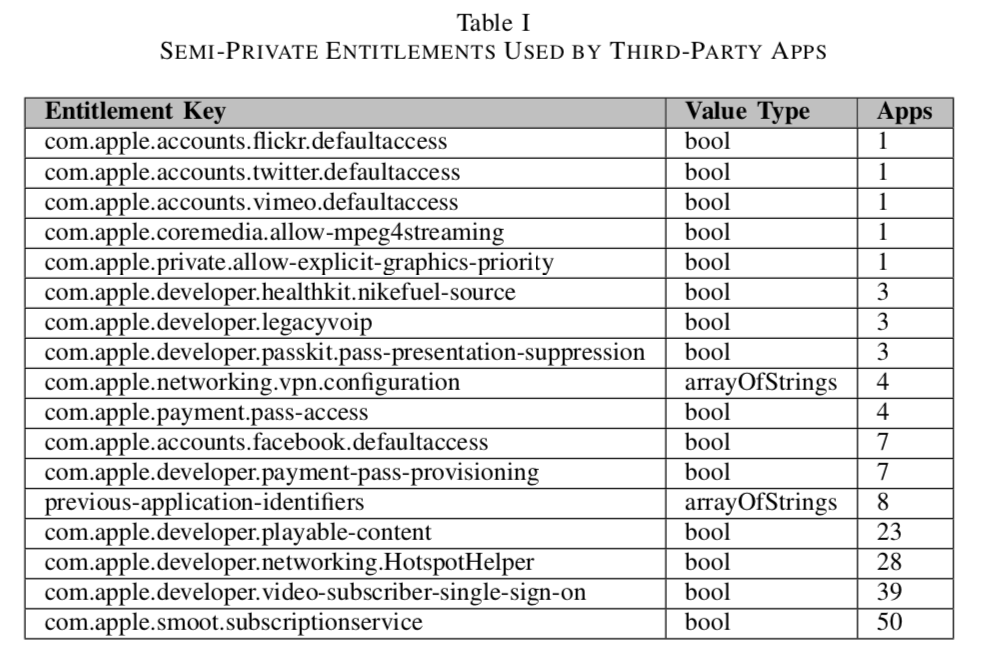 Table I
SEMI-PRIVATE ENTITLEMENTS USED BY THIRD-PARTY APPS
Entitlement Key Value Type Apps
com.apple.accounts.flickr.defaultaccess bool 1
com.apple.accounts.twitter.defaultaccess bool 1
com.apple.accounts.vimeo.defaultaccess bool 1
com.apple.coremedia.allow-mpeg4streaming bool 1
com.apple.private.allow-explicit-graphics-priority bool 1
com.apple.developer.healthkit.nikefuel-source bool 3
com.apple.developer.legacyvoip bool 3
com.apple.developer.passkit.pass-presentation-suppression bool 3
com.apple.networking.vpn.configuration arrayOfStrings 4
com.apple.payment.pass-access bool 4
com.apple.accounts.facebook.defaultaccess bool 7
com.apple.developer.payment-pass-provisioning bool 7
previous-application-identifiers arrayOfStrings 8
com.apple.developer.playable-content bool 23
com.apple.developer.networking.HotspotHelper bool 28
com.apple.developer.video-subscriber-single-sign-on bool 39
com.apple.smoot.subscriptionservice bool 50